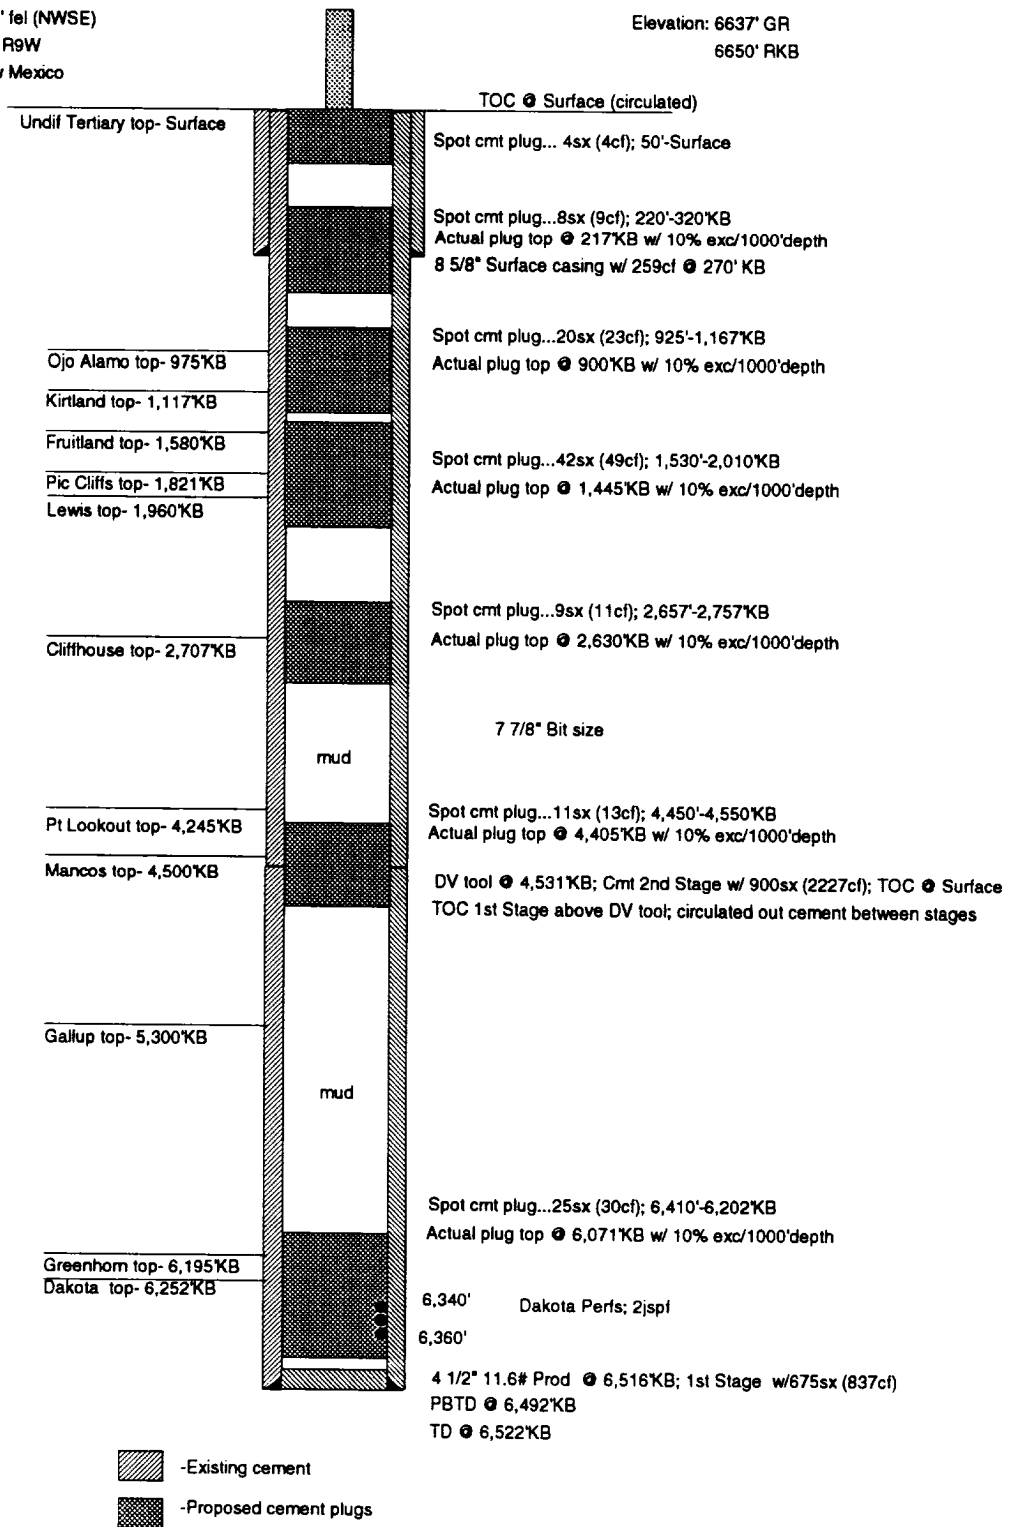 ' fel (NWSE)
Elevation: 6637' GR
R9W
6650' RKB
Mexico
TOC @ Surface (circulated)
Undif Tertiary top- Surface
Spot cmt plug... 4sx (4cf); 50'-Surface
Spot cmt plug...8sx (9cf); 220'-320'KB
Actual plug top @ 217'KB w/ 10% exc/1000'depth
8 5/8" Surface casing w/ 259cf @ 270' KB
Spot cmt plug...20sx (23cf); 925'-1,167'KB
Ojo Alamo top- 975'KB
Actual plug top @ 900'KB w/ 10% exc/1000'depth
Kirtland top- 1,117'KB
Fruitland top- 1,580'KB
Spot cmt plug...42sx (49cf); 1,530'-2,010'KB
Pic Cliffs top- 1,821'KB
Actual plug top @ 1,445'KB w/ 10% exc/1000'depth
Lewis top- 1,960'KB
Spot cmt plug...9sx (11cf); 2,657'-2,757'KB
Cliffhouse top- 2,707'KB
Actual plug top @ 2,630'KB w/ 10% exc/1000'depth
7 7/8" Bit size
mud
Spot cmt plug...11sx (13cf); 4,450'-4,550'KB
Pt Lookout top- 4,245'KB
Actual plug top @ 4,405'KB w/ 10% exc/1000'depth
Mancos top- 4,500'KB
DV tool @ 4,531'KB; Cmt 2nd Stage w/ 900sx (2227cf); TOC @ Surface
TOC 1st Stage above DV tool; circulated out cement between stages
Gallup top- 5,300'KB
mud
Spot cmt plug...25sx (30cf); 6,410'-6,202'KB
Actual plug top @ 6,071'KB w/ 10% exc/1000'depth
Greenhorn top- 6,195'KB
Dakota top- 6,252'KB
6,340'
Dakota Perfs; 2jspf
6,360'
4 1/2" 11.6# Prod @ 6,516'KB; 1st Stage w/675sx (837cf)
PBTD @ 6,492'KB
TD @ 6,522'KB
-Existing cement
-Proposed cement plugs